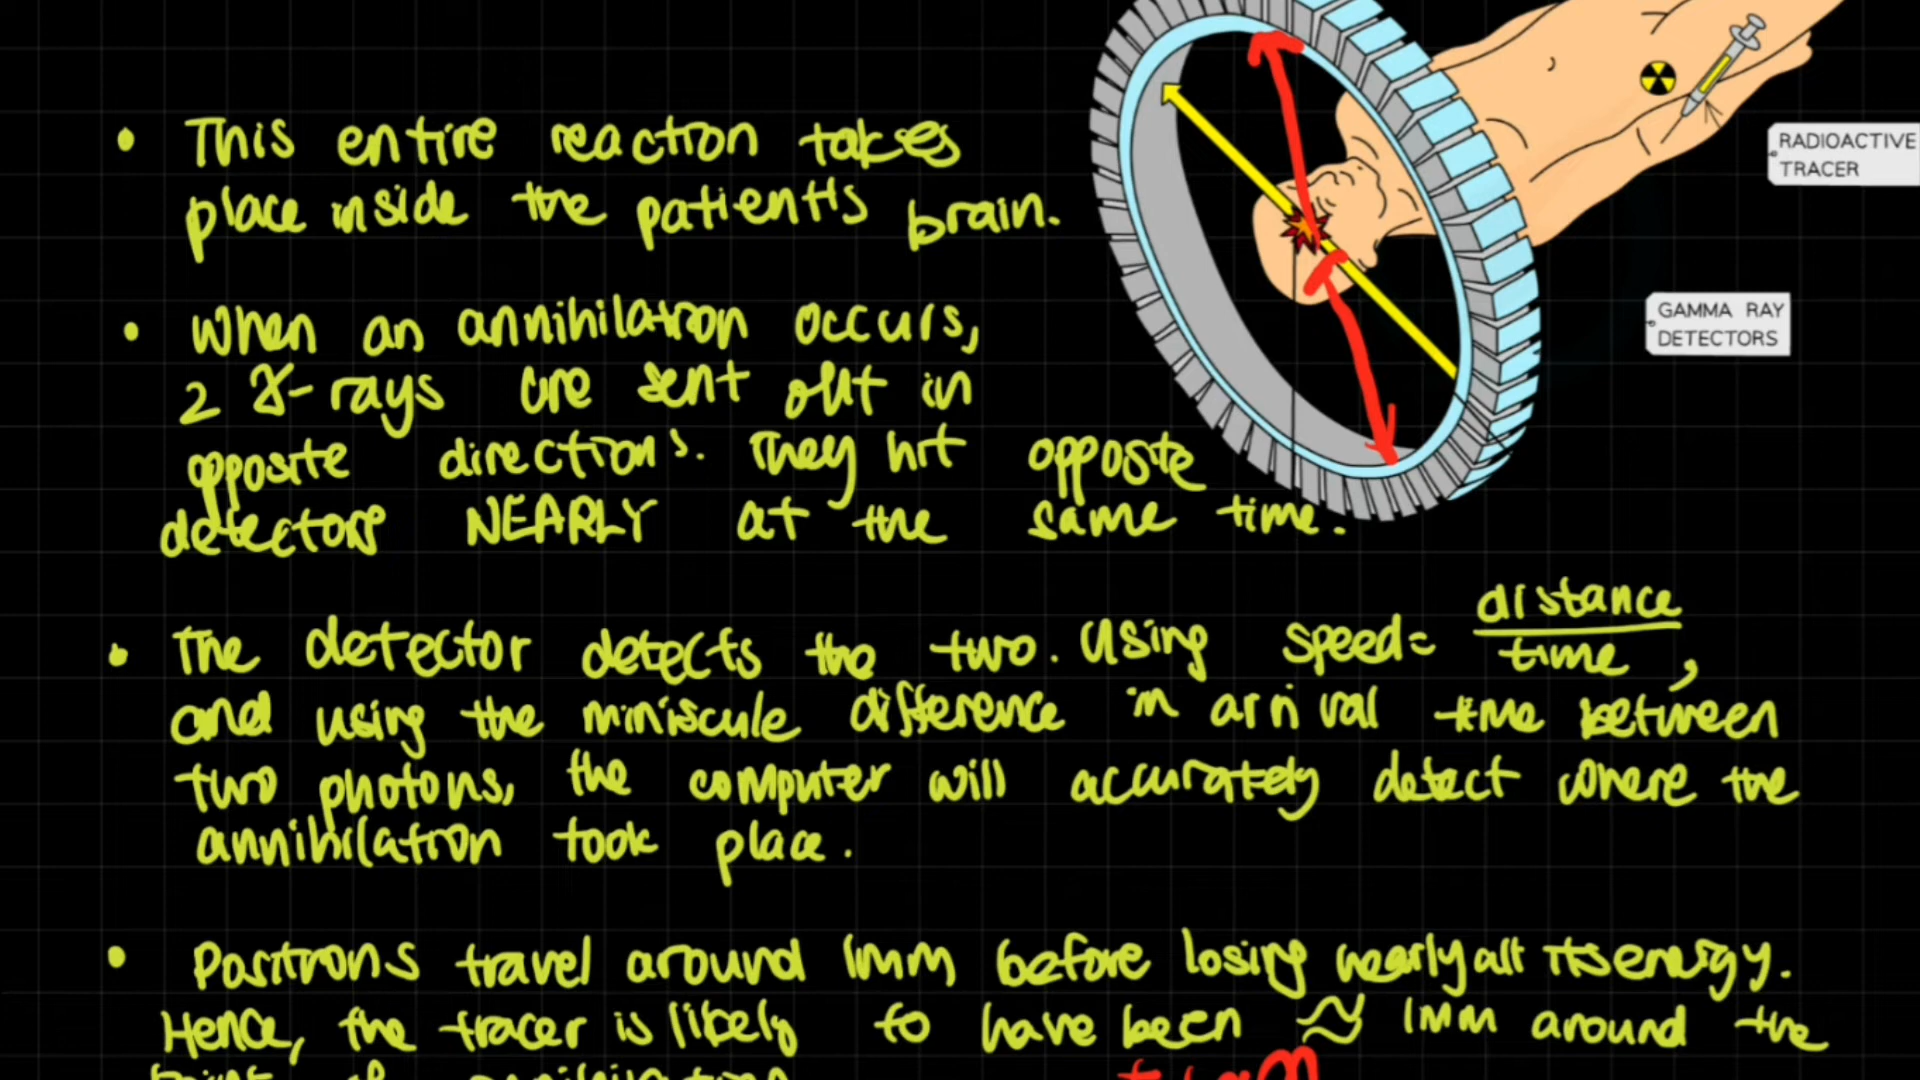 • This entire reaction takes
place inside the patient's brain.
• When an annihilation occurs,
2 γ-rays are sent out in
opposite directions. They hit opposite
detectors NEARLY at the same time.
• The detector detects the two. Using speed = distance
time,
and using the miniscule difference in arrival time between
two photons, the computer will accurately detect where the
annihilation took place.
• Positrons travel around 1mm before losing nearly all its energy.
Hence, the tracer is likely to have been ≈ 1mm around the
RADIOACTIVE
TRACER
GAMMA RAY
DETECTORS